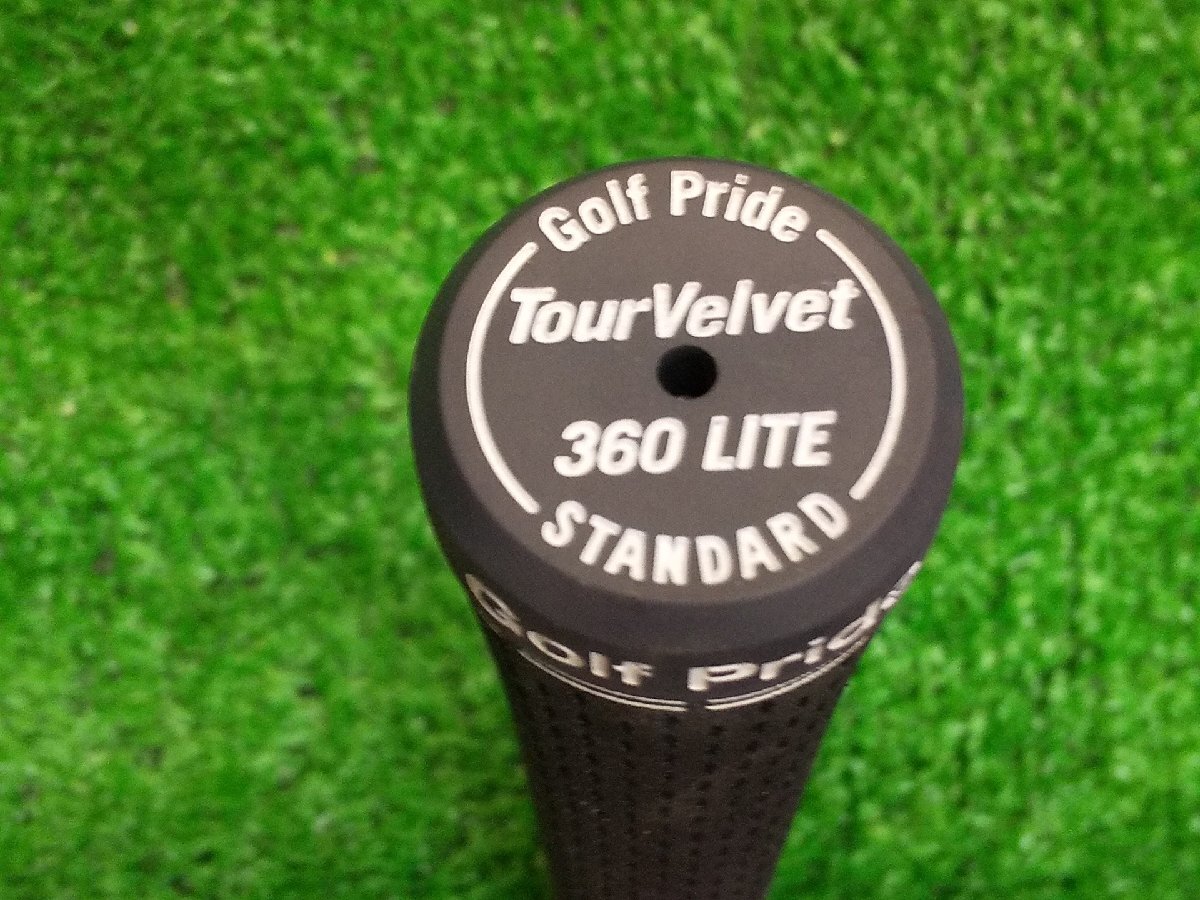 Golf Pride
TourVelvet
360 LITE
STANDARD
Golf Pride